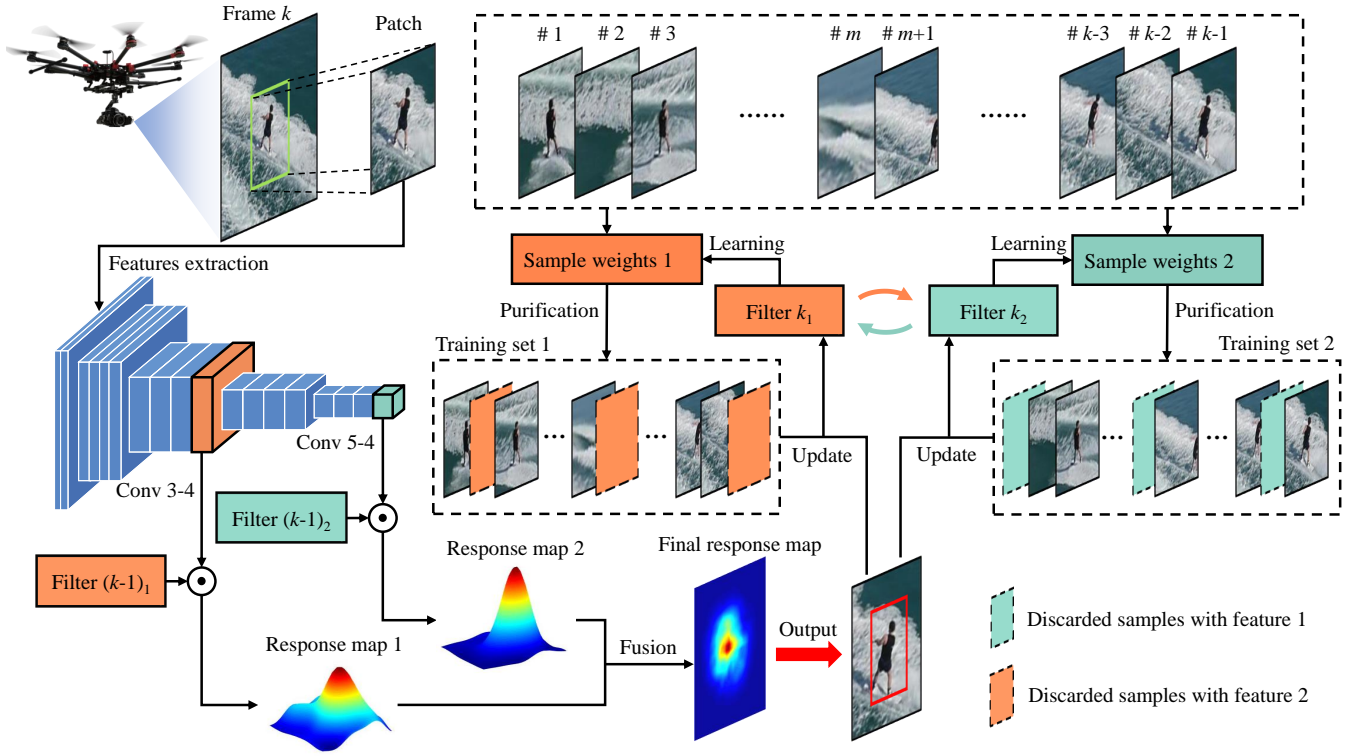 Frame k
Patch
# 1
# 2
# 3
# m
# m+1
# k-3
# k-2
# k-1
......
......
Features extraction
Sample weights 1
Learning
Learning
Sample weights 2
Purification
Filter k1
Filter k2
Purification
Training set 1
Training set 2
...
...
...
...
Conv 5-4
Conv 3-4
Update
Update
Filter (k-1)2
Filter (k-1)1
Response map 2
Final response map
Response map 1
Fusion
Output
Discarded samples with feature 1
Discarded samples with feature 2